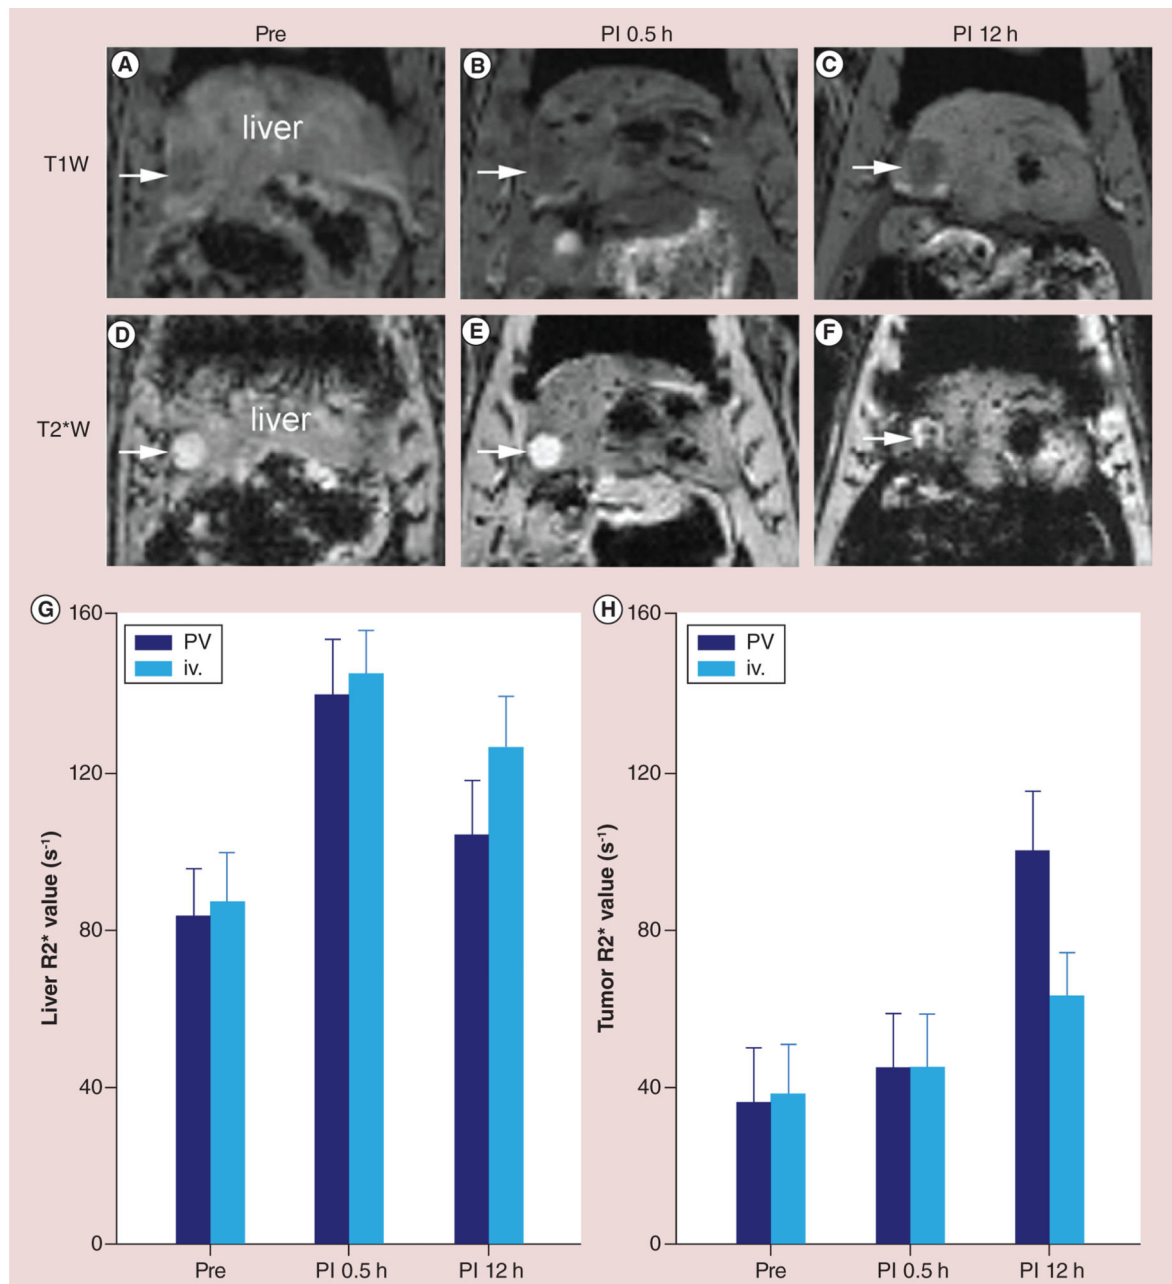 Pre PI 0.5 h PI 12 h
A B C
liver
T1W
D E F
liver
T2*W
G H
160 160
PV PV
iv. iv.
120 120
80 80
40 40
0 0
Liver R2* value (s⁻¹) Tumor R2* value (s⁻¹)
Pre PI 0.5 h PI 12 h Pre PI 0.5 h PI 12 h